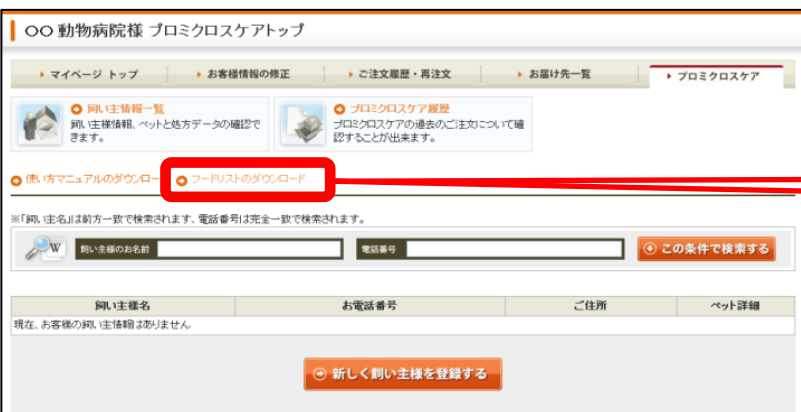 〇〇 動物病院様 プロミクロスケアトップ
マイページ トップ
お客様情報の修正
ご注文履歴・再注文
お届け先一覧
プロミクロスケア
飼い主情報一覧
飼い主様情報、ペットと処方データの確認で
きます。
プロミクロスケア履歴
プロミクロスケアの過去のご注文について確
認することが出来ます。
使い方マニュアルのダウンロー
フードリストのダウンロード
※「飼い主名」は前方一致で検索されます、電話番号は完全一致で検索されます。
W
飼い主様のお名前
電話番号
この条件で検索する
飼い主様名
お電話番号
ご住所
ペット詳細
現在、お客様の飼い主情報はありません
新しく飼い主様を登録する